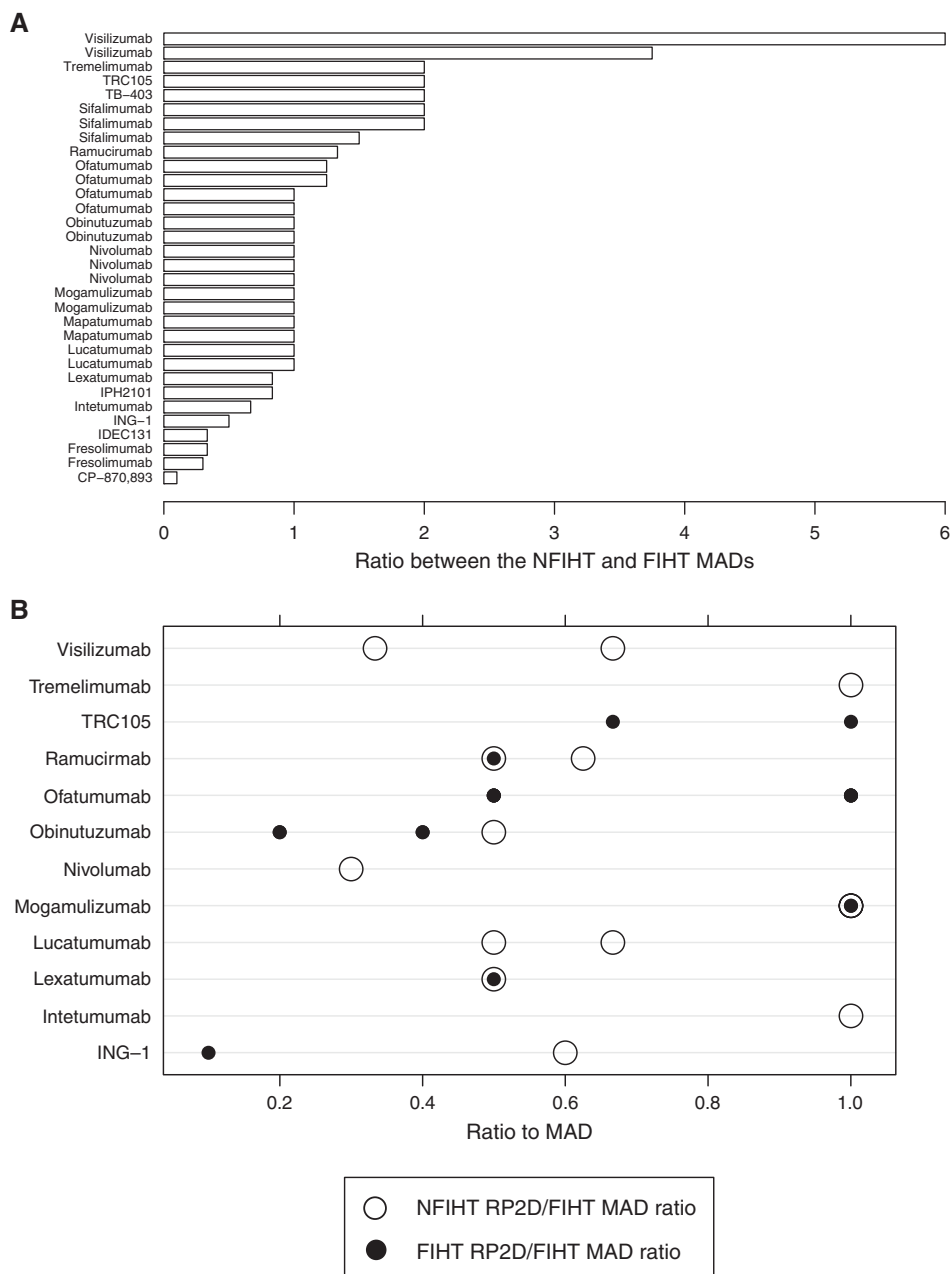 A
Visilizumab
Visilizumab
Tremelimumab
TRC105
TB−403
Sifalimumab
Sifalimumab
Sifalimumab
Ramucirumab
Ofatumumab
Ofatumumab
Ofatumumab
Ofatumumab
Obinutuzumab
Obinutuzumab
Nivolumab
Nivolumab
Nivolumab
Mogamulizumab
Mogamulizumab
Mapatumumab
Mapatumumab
Lucatumumab
Lucatumumab
Lexatumumab
IPH2101
Intetumumab
ING−1
IDEC131
Fresolimumab
Fresolimumab
CP−870,893
0 1 2 3 4 5 6
Ratio between the NFIHT and FIHT MADs
B
Visilizumab
Tremelimumab
TRC105
Ramucirmab
Ofatumumab
Obinutuzumab
Nivolumab
Mogamulizumab
Lucatumumab
Lexatumumab
Intetumumab
ING−1
0.2 0.4 0.6 0.8 1.0
Ratio to MAD
NFIHT RP2D/FIHT MAD ratio
FIHT RP2D/FIHT MAD ratio